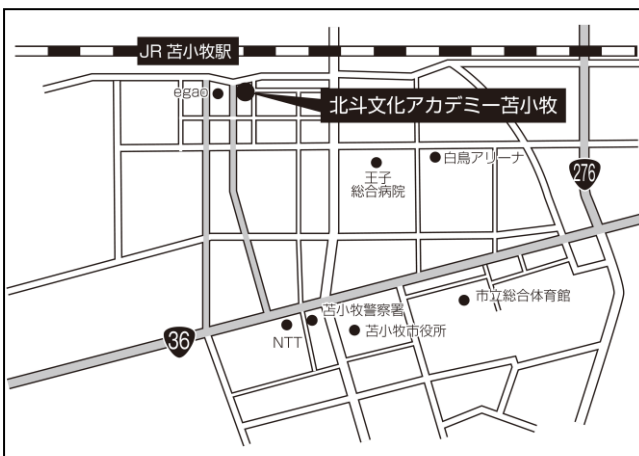 JR 苫小牧駅
egao
北斗文化アカデミー苫小牧
白鳥アリーナ
王子
総合病院
276
市立総合体育館
苫小牧警察署
苫小牧市役所
NTT
36